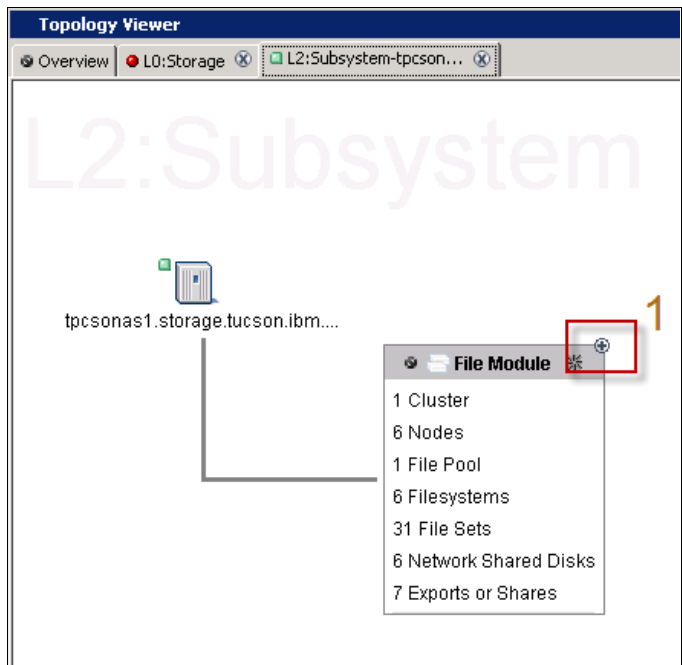 Topology Viewer
Overview L0:Storage L2:Subsystem-tpcson...
L2:Subsystem
tpcsonas1.storage.tucson.ibm....
1
File Module
1 Cluster
6 Nodes
1 File Pool
6 Filesystems
31 File Sets
6 Network Shared Disks
7 Exports or Shares